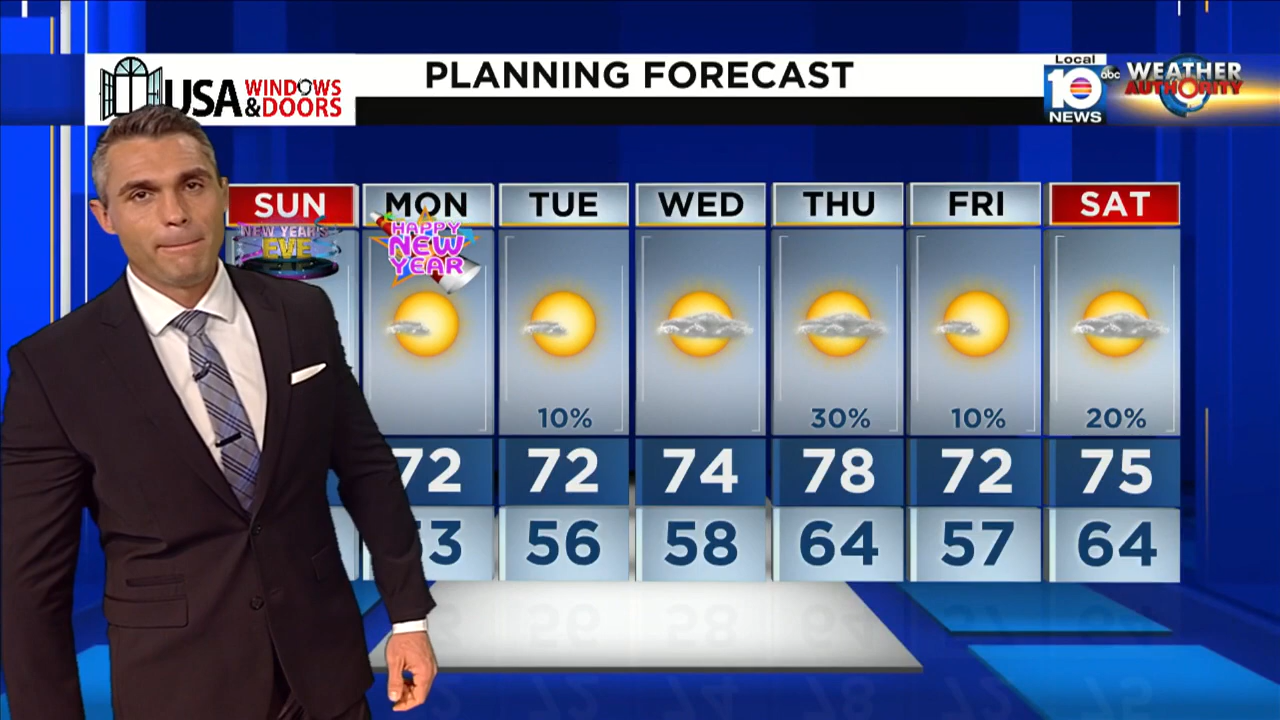 USA WINDOWS
&DOORS
PLANNING FORECAST
Local
10
abc
NEWS
WEATHER
AUTHORITY
SUN MON TUE WED THU FRI SAT
NEW YEAR'S
EVE
HAPPY
NEW
YEAR
10% 30% 10% 20%
72 72 74 78 72 75
56 58 64 57 64